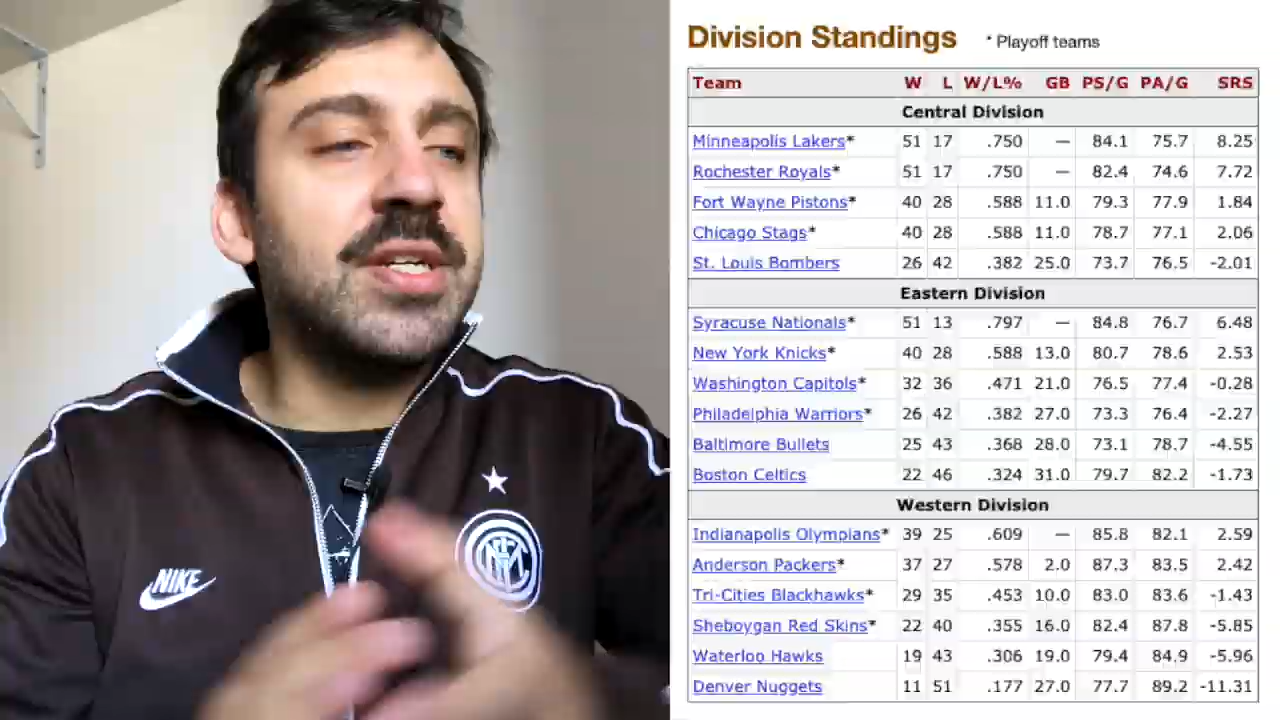 Division Standings * Playoff teams
Team W L W/L% GB PS/G PA/G SRS
Central Division
Minneapolis Lakers* 51 17 .750 — 84.1 75.7 8.25
Rochester Royals* 51 17 .750 — 82.4 74.6 7.72
Fort Wayne Pistons* 40 28 .588 11.0 79.3 77.9 1.84
Chicago Stags* 40 28 .588 11.0 78.7 77.1 2.06
St. Louis Bombers 26 42 .382 25.0 73.7 76.5 -2.01
Eastern Division
Syracuse Nationals* 51 13 .797 — 84.8 76.7 6.48
New York Knicks* 40 28 .588 13.0 80.7 78.6 2.53
Washington Capitols* 32 36 .471 21.0 76.5 77.4 -0.28
Philadelphia Warriors* 26 42 .382 27.0 73.3 76.4 -2.27
Baltimore Bullets 25 43 .368 28.0 73.1 78.7 -4.55
Boston Celtics 22 46 .324 31.0 79.7 82.2 -1.73
Western Division
Indianapolis Olympians* 39 25 .609 — 85.8 82.1 2.59
Anderson Packers* 37 27 .578 2.0 87.3 83.5 2.42
Tri-Cities Blackhawks* 29 35 .453 10.0 83.0 83.6 -1.43
Sheboygan Red Skins* 22 40 .355 16.0 82.4 87.8 -5.85
Waterloo Hawks 19 43 .306 19.0 79.4 84.9 -5.96
Denver Nuggets 11 51 .177 27.0 77.7 89.2 -11.31
NIKE